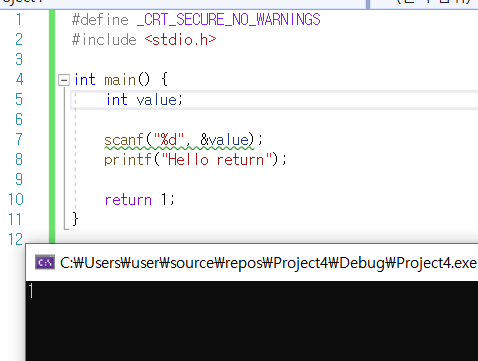 1 #define _CRT_SECURE_NO_WARNINGS
2 #include <stdio.h>
3
4 int main() {
5 int value;
6
7 scanf("%d", &value);
8 printf("Hello return");
9
10 return 1;
11 }
12
C:₩Users₩user₩source₩repos₩Project4₩Debug₩Project4.exe
1